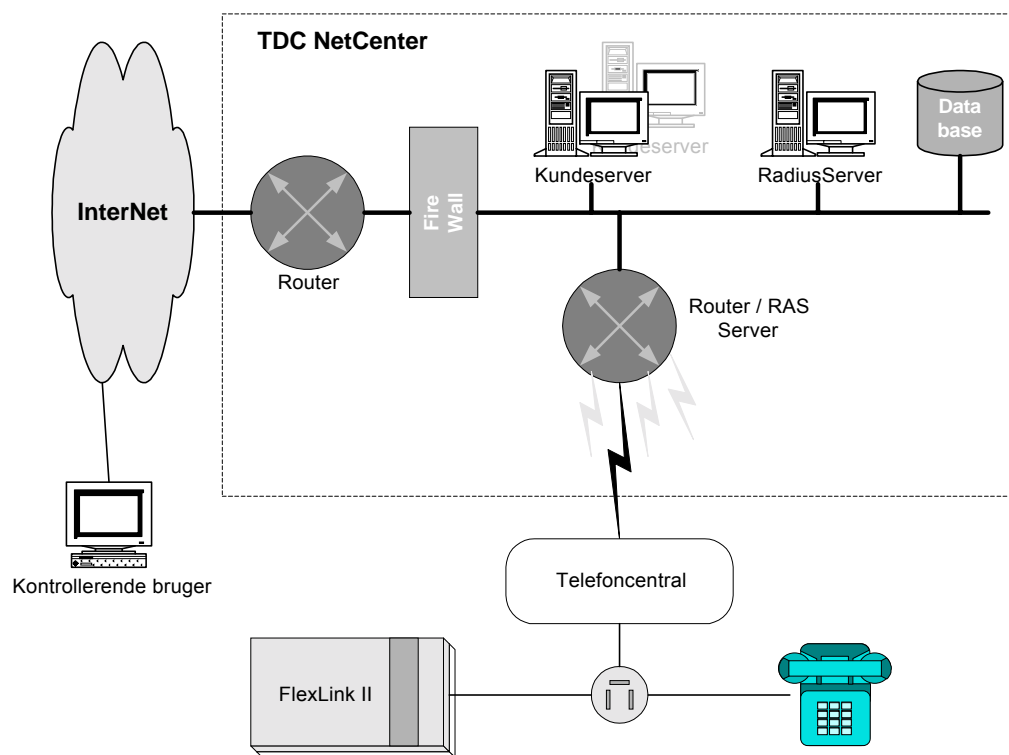 TDC NetCenter
Data
base
Kundeserver
RadiusServer
InterNet
Fire
Wall
Router
Router / RAS
Server
Kontrollerende bruger
Telefoncentral
FlexLink II